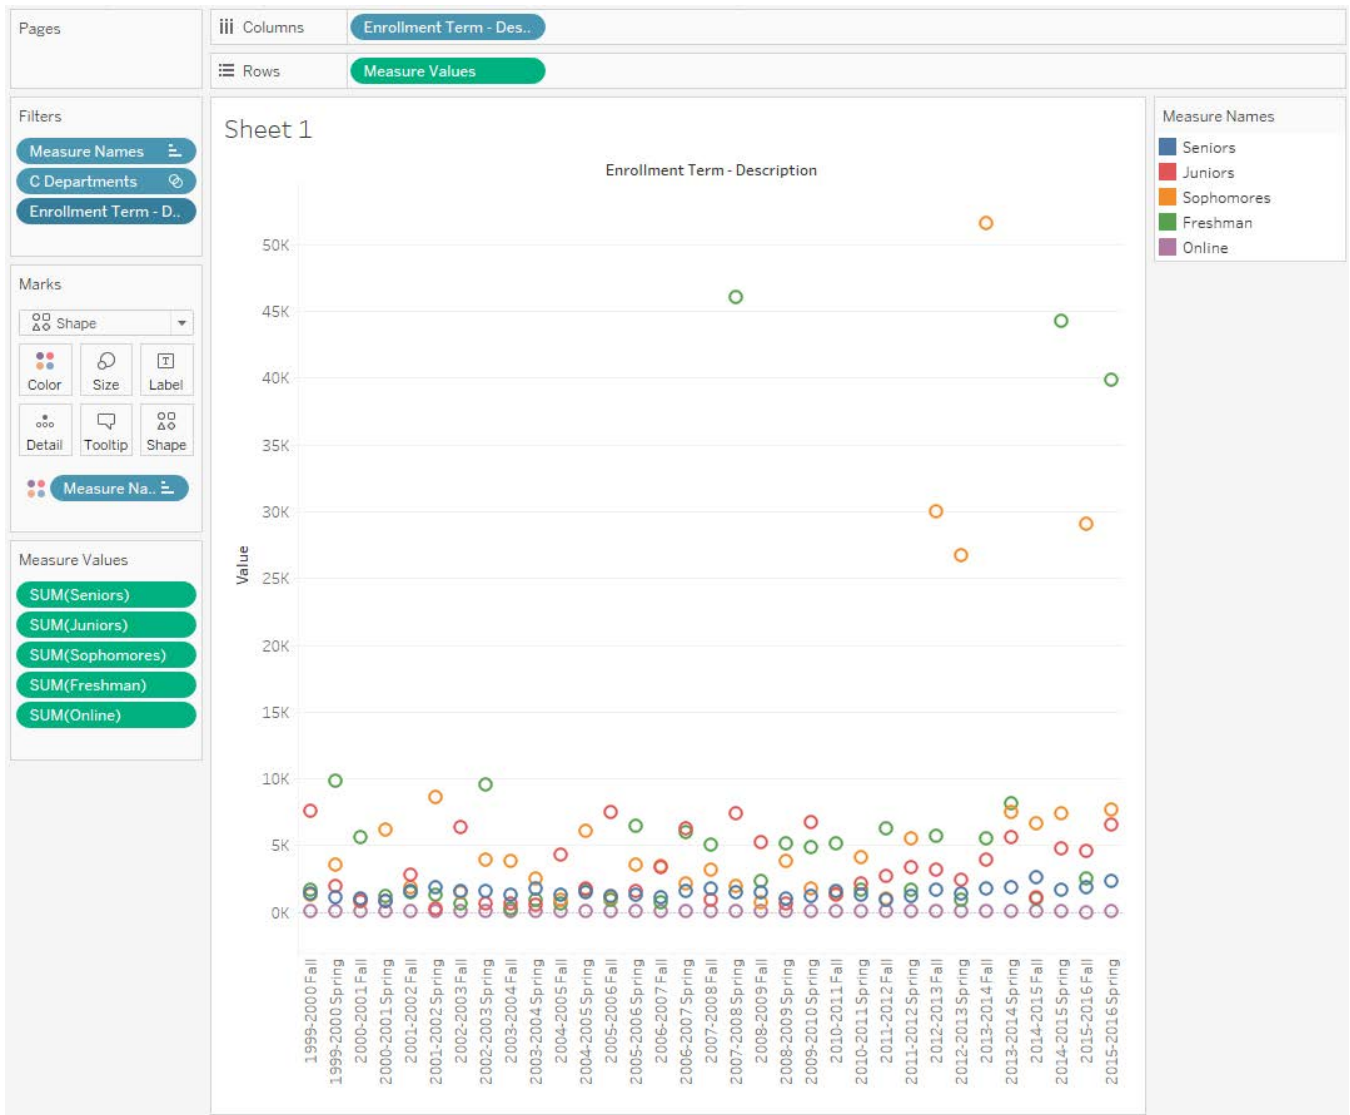 Pages
Columns
Enrollment Term - Des..
Rows
Measure Values
Filters
Measure Names
C Departments
Enrollment Term - D..
Marks
Shape
Color
Size
Label
Detail
Tooltip
Shape
Measure Na..
Measure Values
SUM(Seniors)
SUM(Juniors)
SUM(Sophomores)
SUM(Freshman)
SUM(Online)
Sheet 1
Enrollment Term - Description
Value
50K
45K
40K
35K
30K
25K
20K
15K
10K
5K
0K
1999-2000 Fall
1999-2000 Spring
2000-2001 Fall
2000-2001 Spring
2001-2002 Fall
2001-2002 Spring
2002-2003 Fall
2002-2003 Spring
2003-2004 Fall
2003-2004 Spring
2004-2005 Fall
2004-2005 Spring
2005-2006 Fall
2005-2006 Spring
2006-2007 Fall
2006-2007 Spring
2007-2008 Fall
2007-2008 Spring
2008-2009 Fall
2008-2009 Spring
2009-2010 Spring
2010-2011 Fall
2010-2011 Spring
2011-2012 Fall
2011-2012 Spring
2012-2013 Fall
2012-2013 Spring
2013-2014 Fall
2013-2014 Spring
2014-2015 Fall
2014-2015 Spring
2015-2016 Fall
2015-2016 Spring
Measure Names
Seniors
Juniors
Sophomores
Freshman
Online